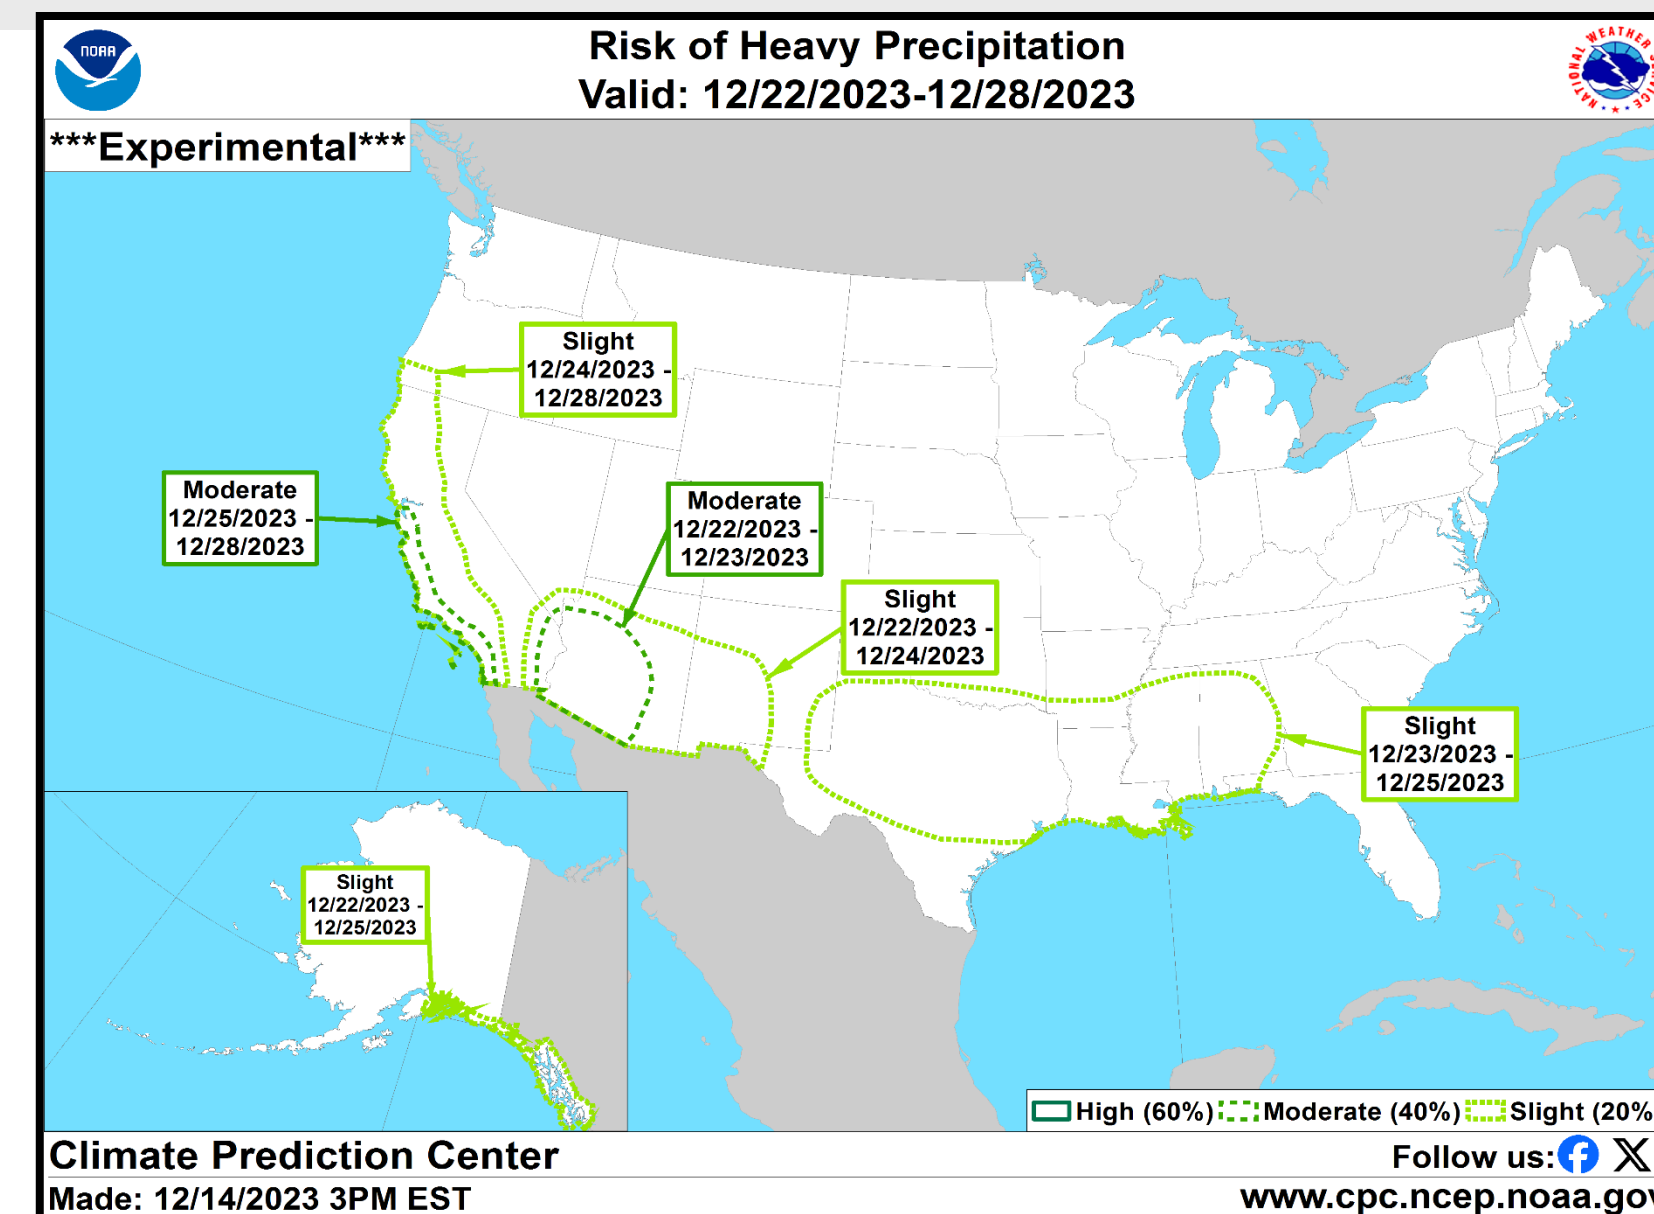 NOAA
Risk of Heavy Precipitation
Valid: 12/22/2023-12/28/2023
NATIONAL WEATHER
***Experimental***
Slight
12/24/2023 -
12/28/2023
Moderate
12/25/2023 -
12/28/2023
Moderate
12/22/2023 -
12/23/2023
Slight
12/22/2023 -
12/24/2023
Slight
12/23/2023 -
12/25/2023
Slight
12/22/2023 -
12/25/2023
High (60%) Moderate (40%) Slight (20%
Climate Prediction Center
Follow us:
Made: 12/14/2023 3PM EST
www.cpc.ncep.noaa.gov